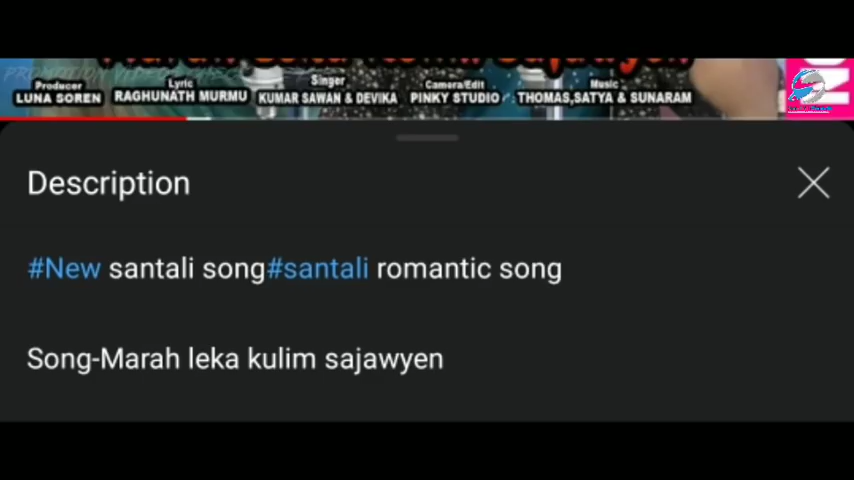 Producer
LUNA SOREN
Lyric
RAGHUNATH MURMU
Singer
KUMAR SAWAN & DEVIKA
Camera/Edit
PINKY STUDIO
Music
THOMAS,SATYA & SUNARAM
Description
#New santali song#santali romantic song
Song-Marah leka kulim sajawyen